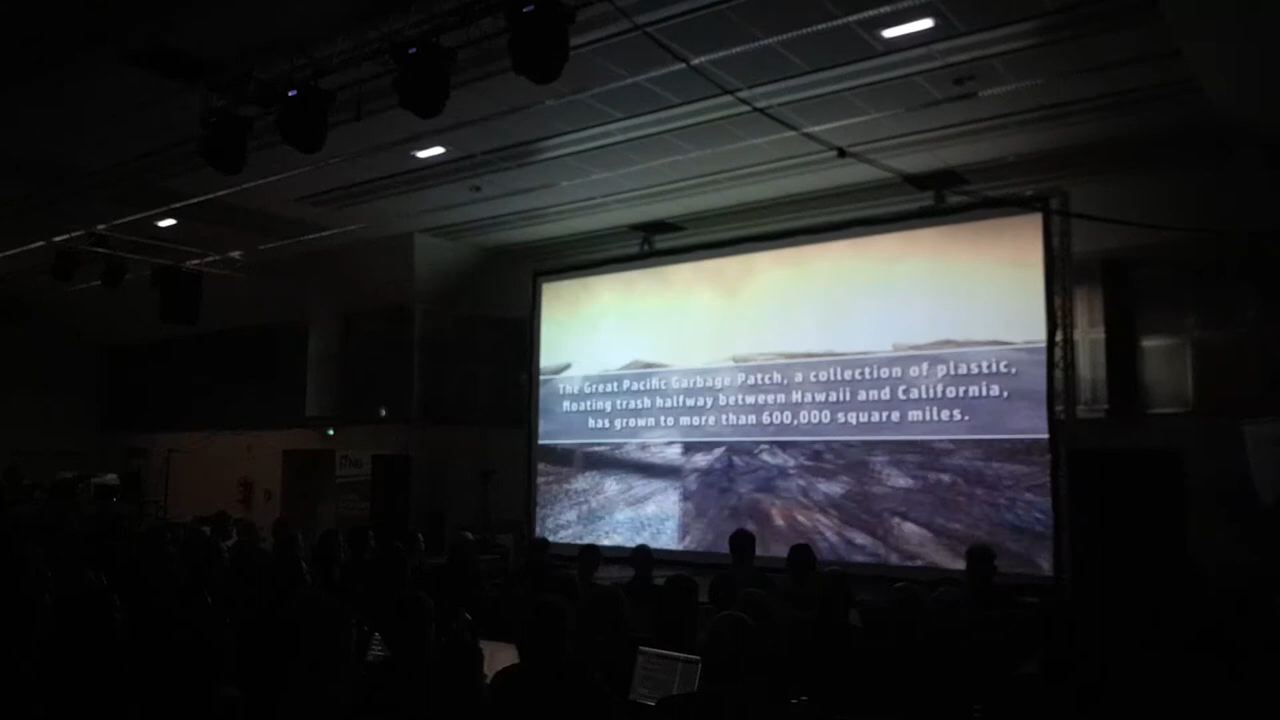 The Great Pacific Garbage Patch, a collection of plastic,
floating trash halfway between Hawaii and California,
has grown to more than 600,000 square miles.